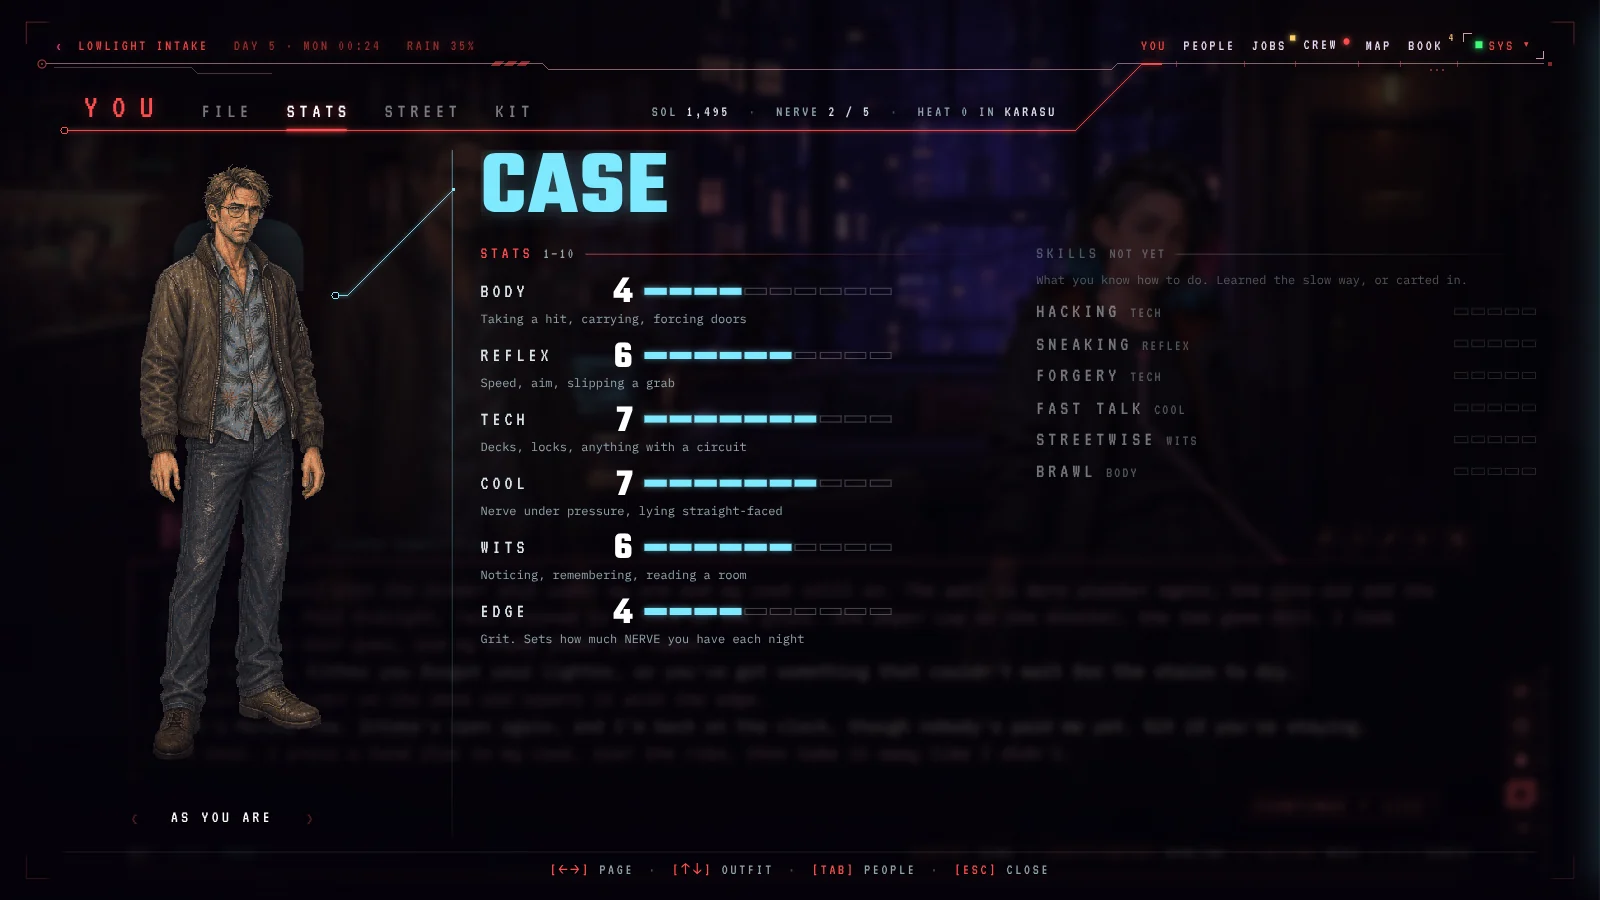 ‹ LOWLIGHT INTAKE DAY 5 · MON 00:24 RAIN 35%
YOU PEOPLE JOBS CREW MAP BOOK 4 SYS ▾
YOU FILE STATS STREET KIT
SOL 1,495 · NERVE 2 / 5 · HEAT 0 IN KARASU
CASE
STATS 1-10
BODY 4
Taking a hit, carrying, forcing doors
REFLEX 6
Speed, aim, slipping a grab
TECH 7
Decks, locks, anything with a circuit
COOL 7
Nerve under pressure, lying straight-faced
WITS 6
Noticing, remembering, reading a room
EDGE 4
Grit. Sets how much NERVE you have each night
SKILLS NOT YET
What you know how to do. Learned the slow way, or carted in.
HACKING TECH
SNEAKING REFLEX
FORGERY TECH
FAST TALK COOL
STREETWISE WITS
BRAWL BODY
‹ AS YOU ARE ›
[←→] PAGE · [↑↓] OUTFIT · [TAB] PEOPLE · [ESC] CLOSE